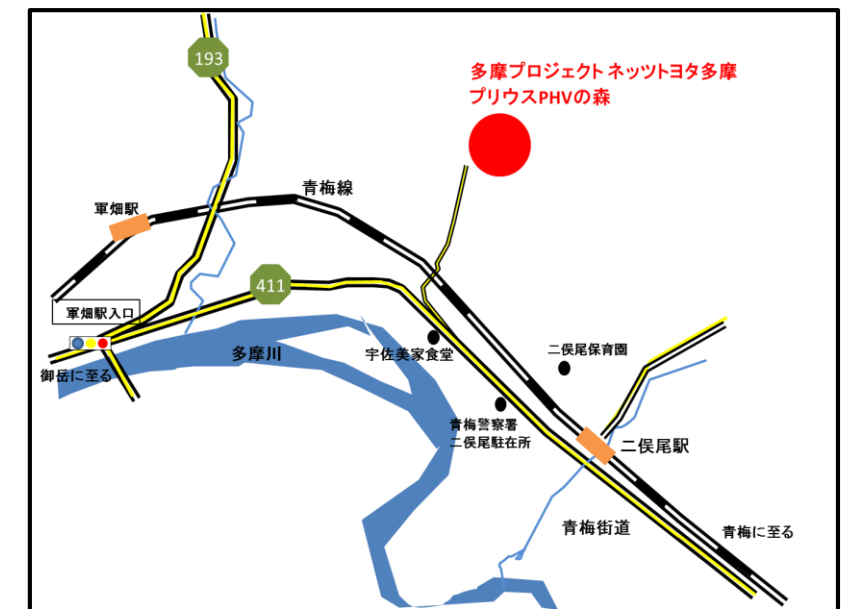 193
多摩プロジェクト ネッツトヨタ多摩
プリウスPHVの森
青梅線
軍畑駅
411
軍畑駅入口
多摩川
宇佐美家食堂
二俣尾保育園
御岳に至る
青梅警察署
二俣尾駐在所
二俣尾駅
青梅街道
青梅に至る